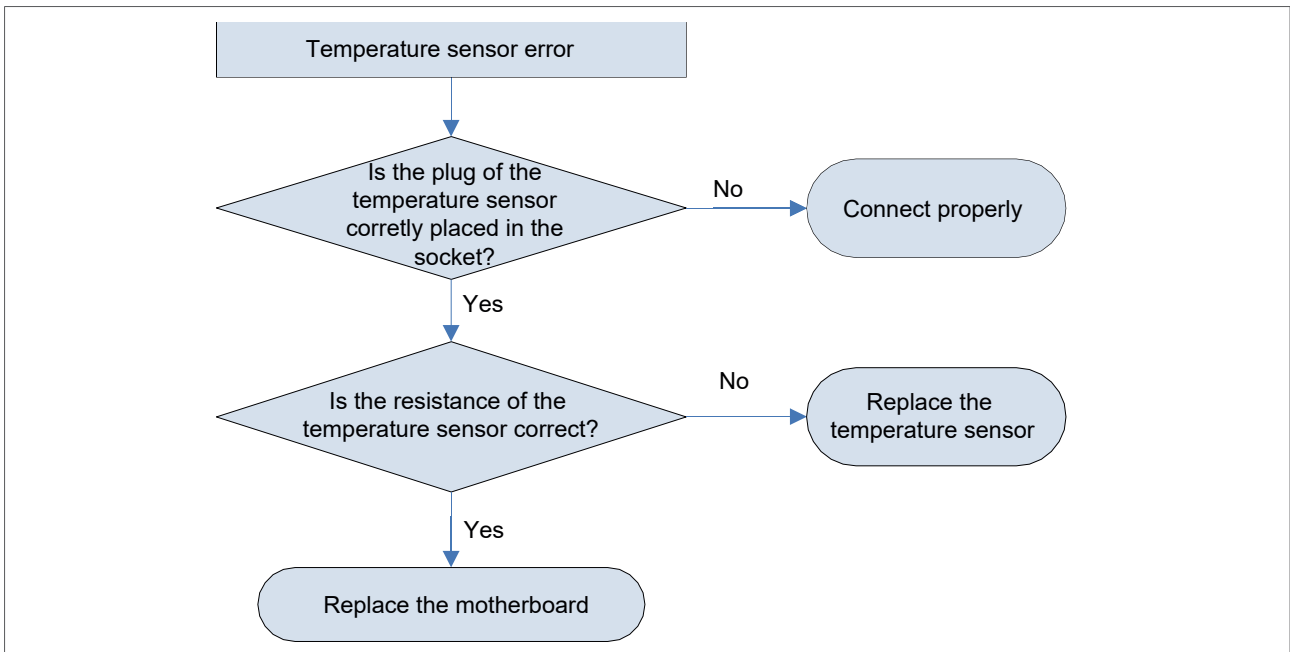 Temperature sensor error
Is the plug of the
temperature sensor
corretly placed in the
socket?
No
Connect properly
Yes
Is the resistance of the
temperature sensor correct?
No
Replace the
temperature sensor
Yes
Replace the motherboard